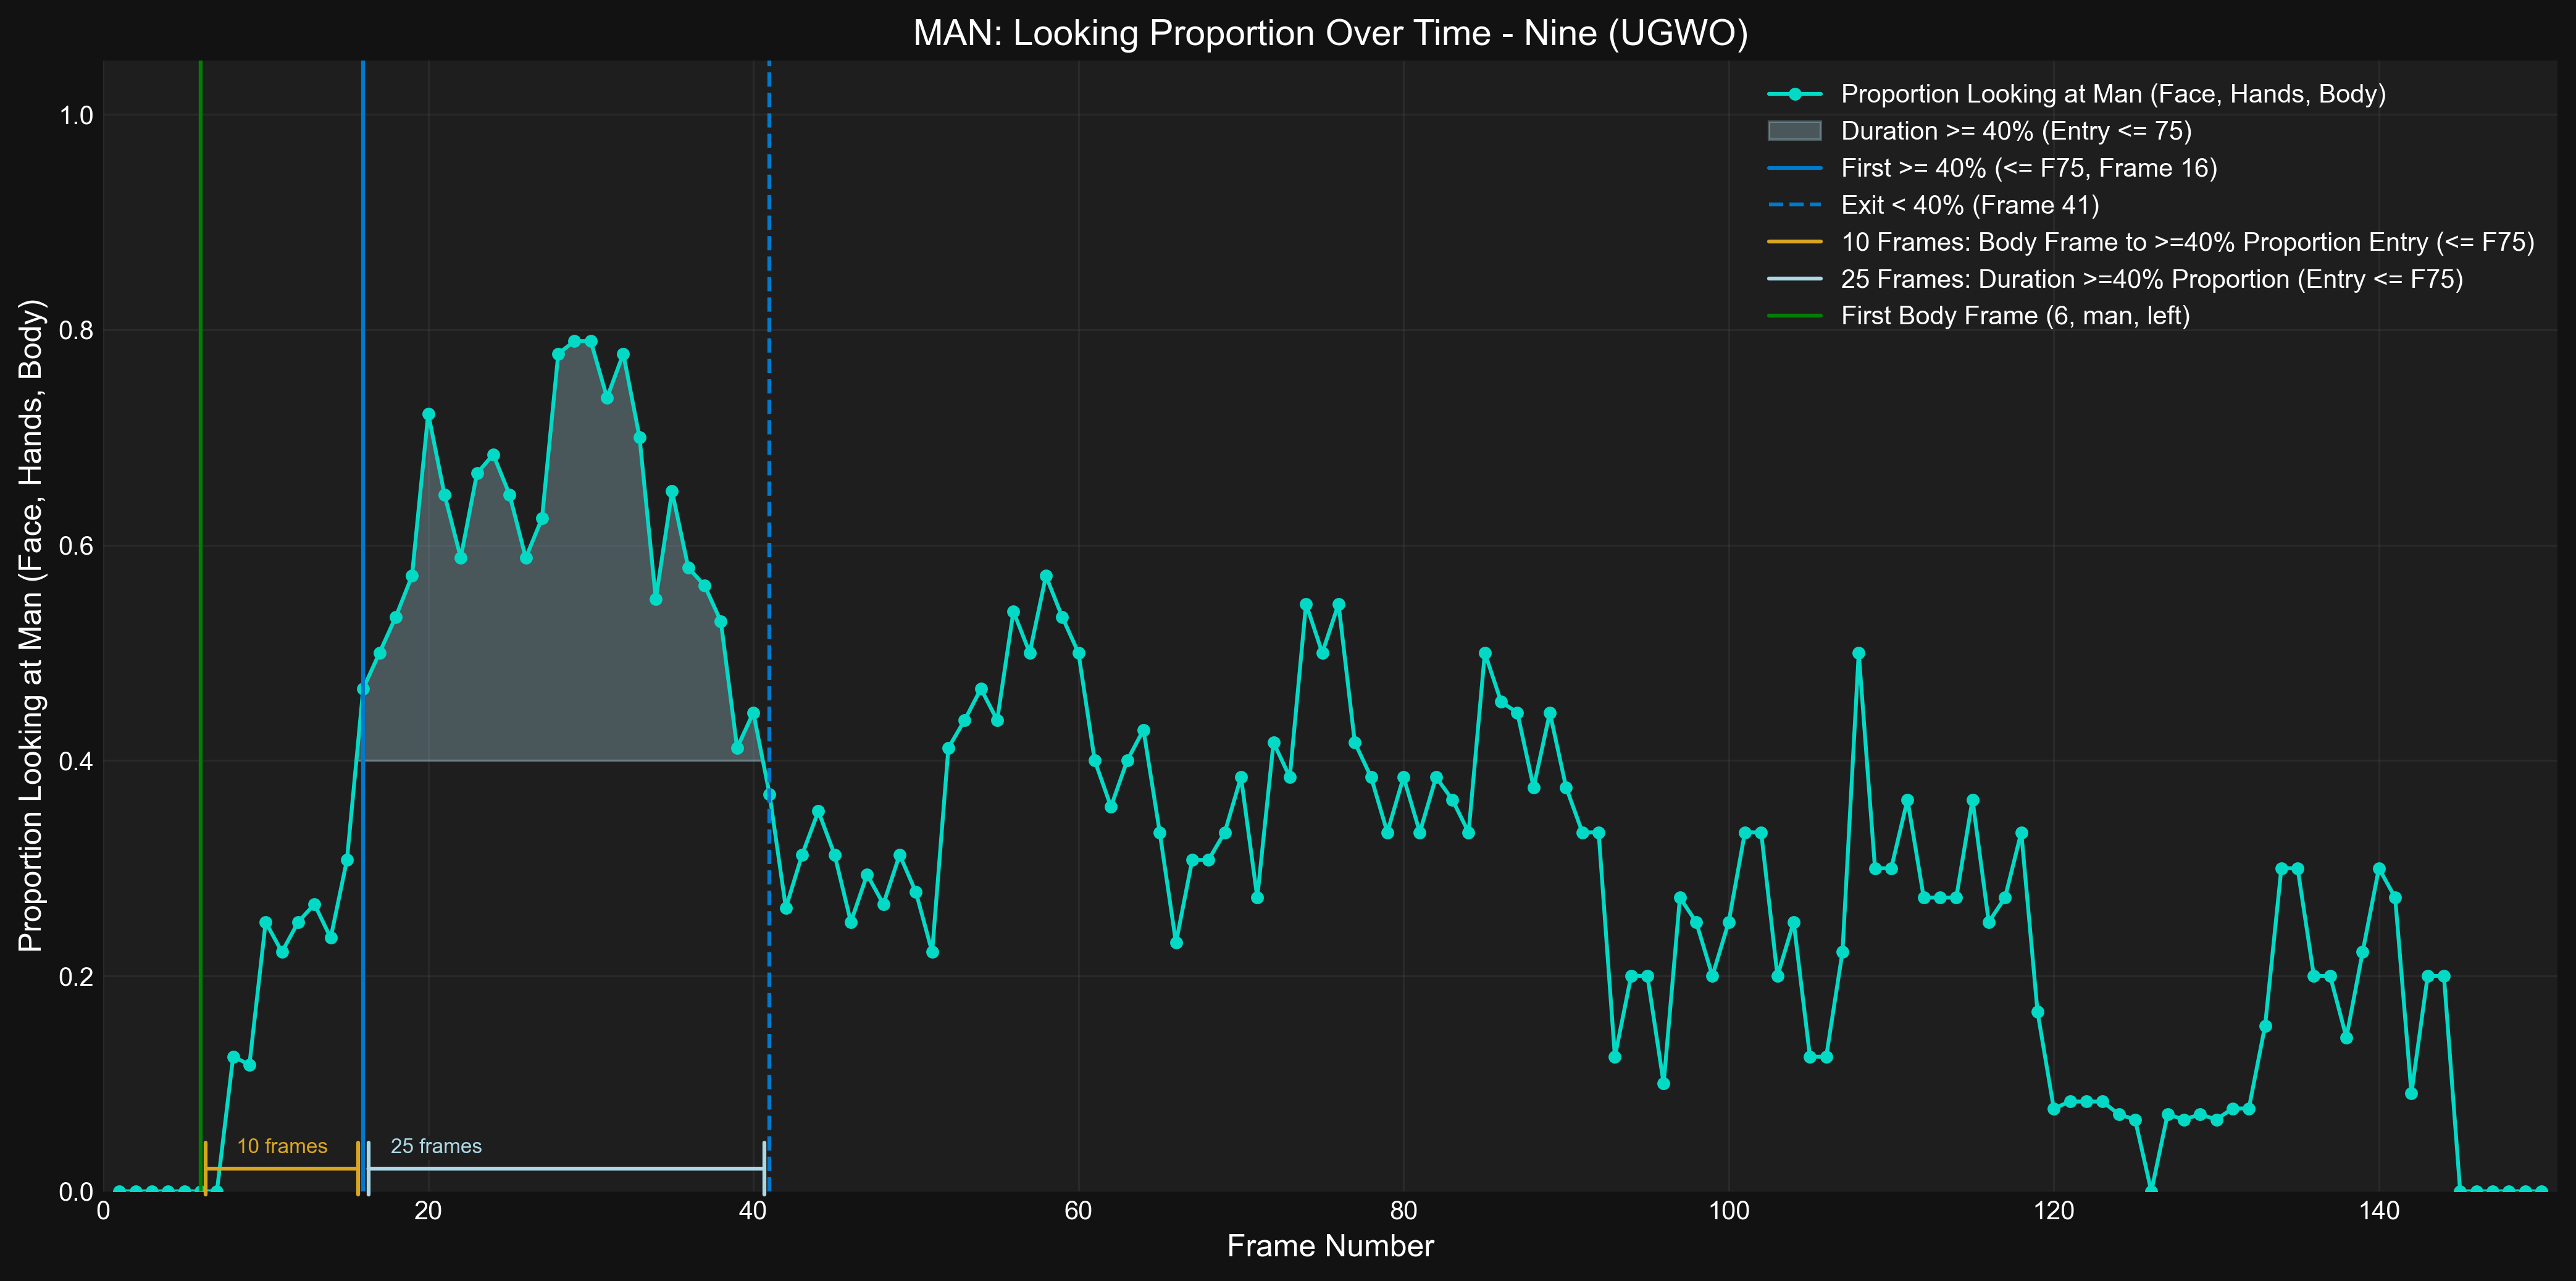 MAN: Looking Proportion Over Time - Nine (UGWO)
Proportion Looking at Man (Face, Hands, Body)
Duration >= 40% (Entry <= 75)
First >= 40% (<= F75, Frame 16)
Exit < 40% (Frame 41)
10 Frames: Body Frame to >=40% Proportion Entry (<= F75)
25 Frames: Duration >=40% Proportion (Entry <= F75)
First Body Frame (6, man, left)
Proportion Looking at Man (Face, Hands, Body)
1.0
0.8
0.6
0.4
0.2
0.0
10 frames
25 frames
0 20 40 60 80 100 120 140
Frame Number